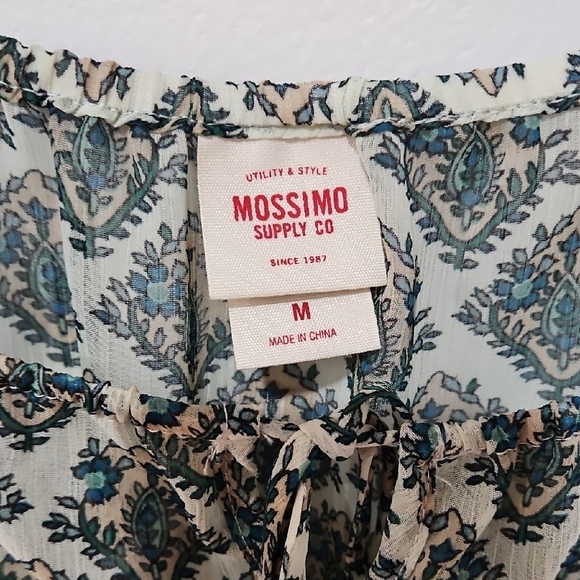 UTILITY & STYLE
MOSSIMO
SUPPLY CO
SINCE 1987
M
MADE IN CHINA